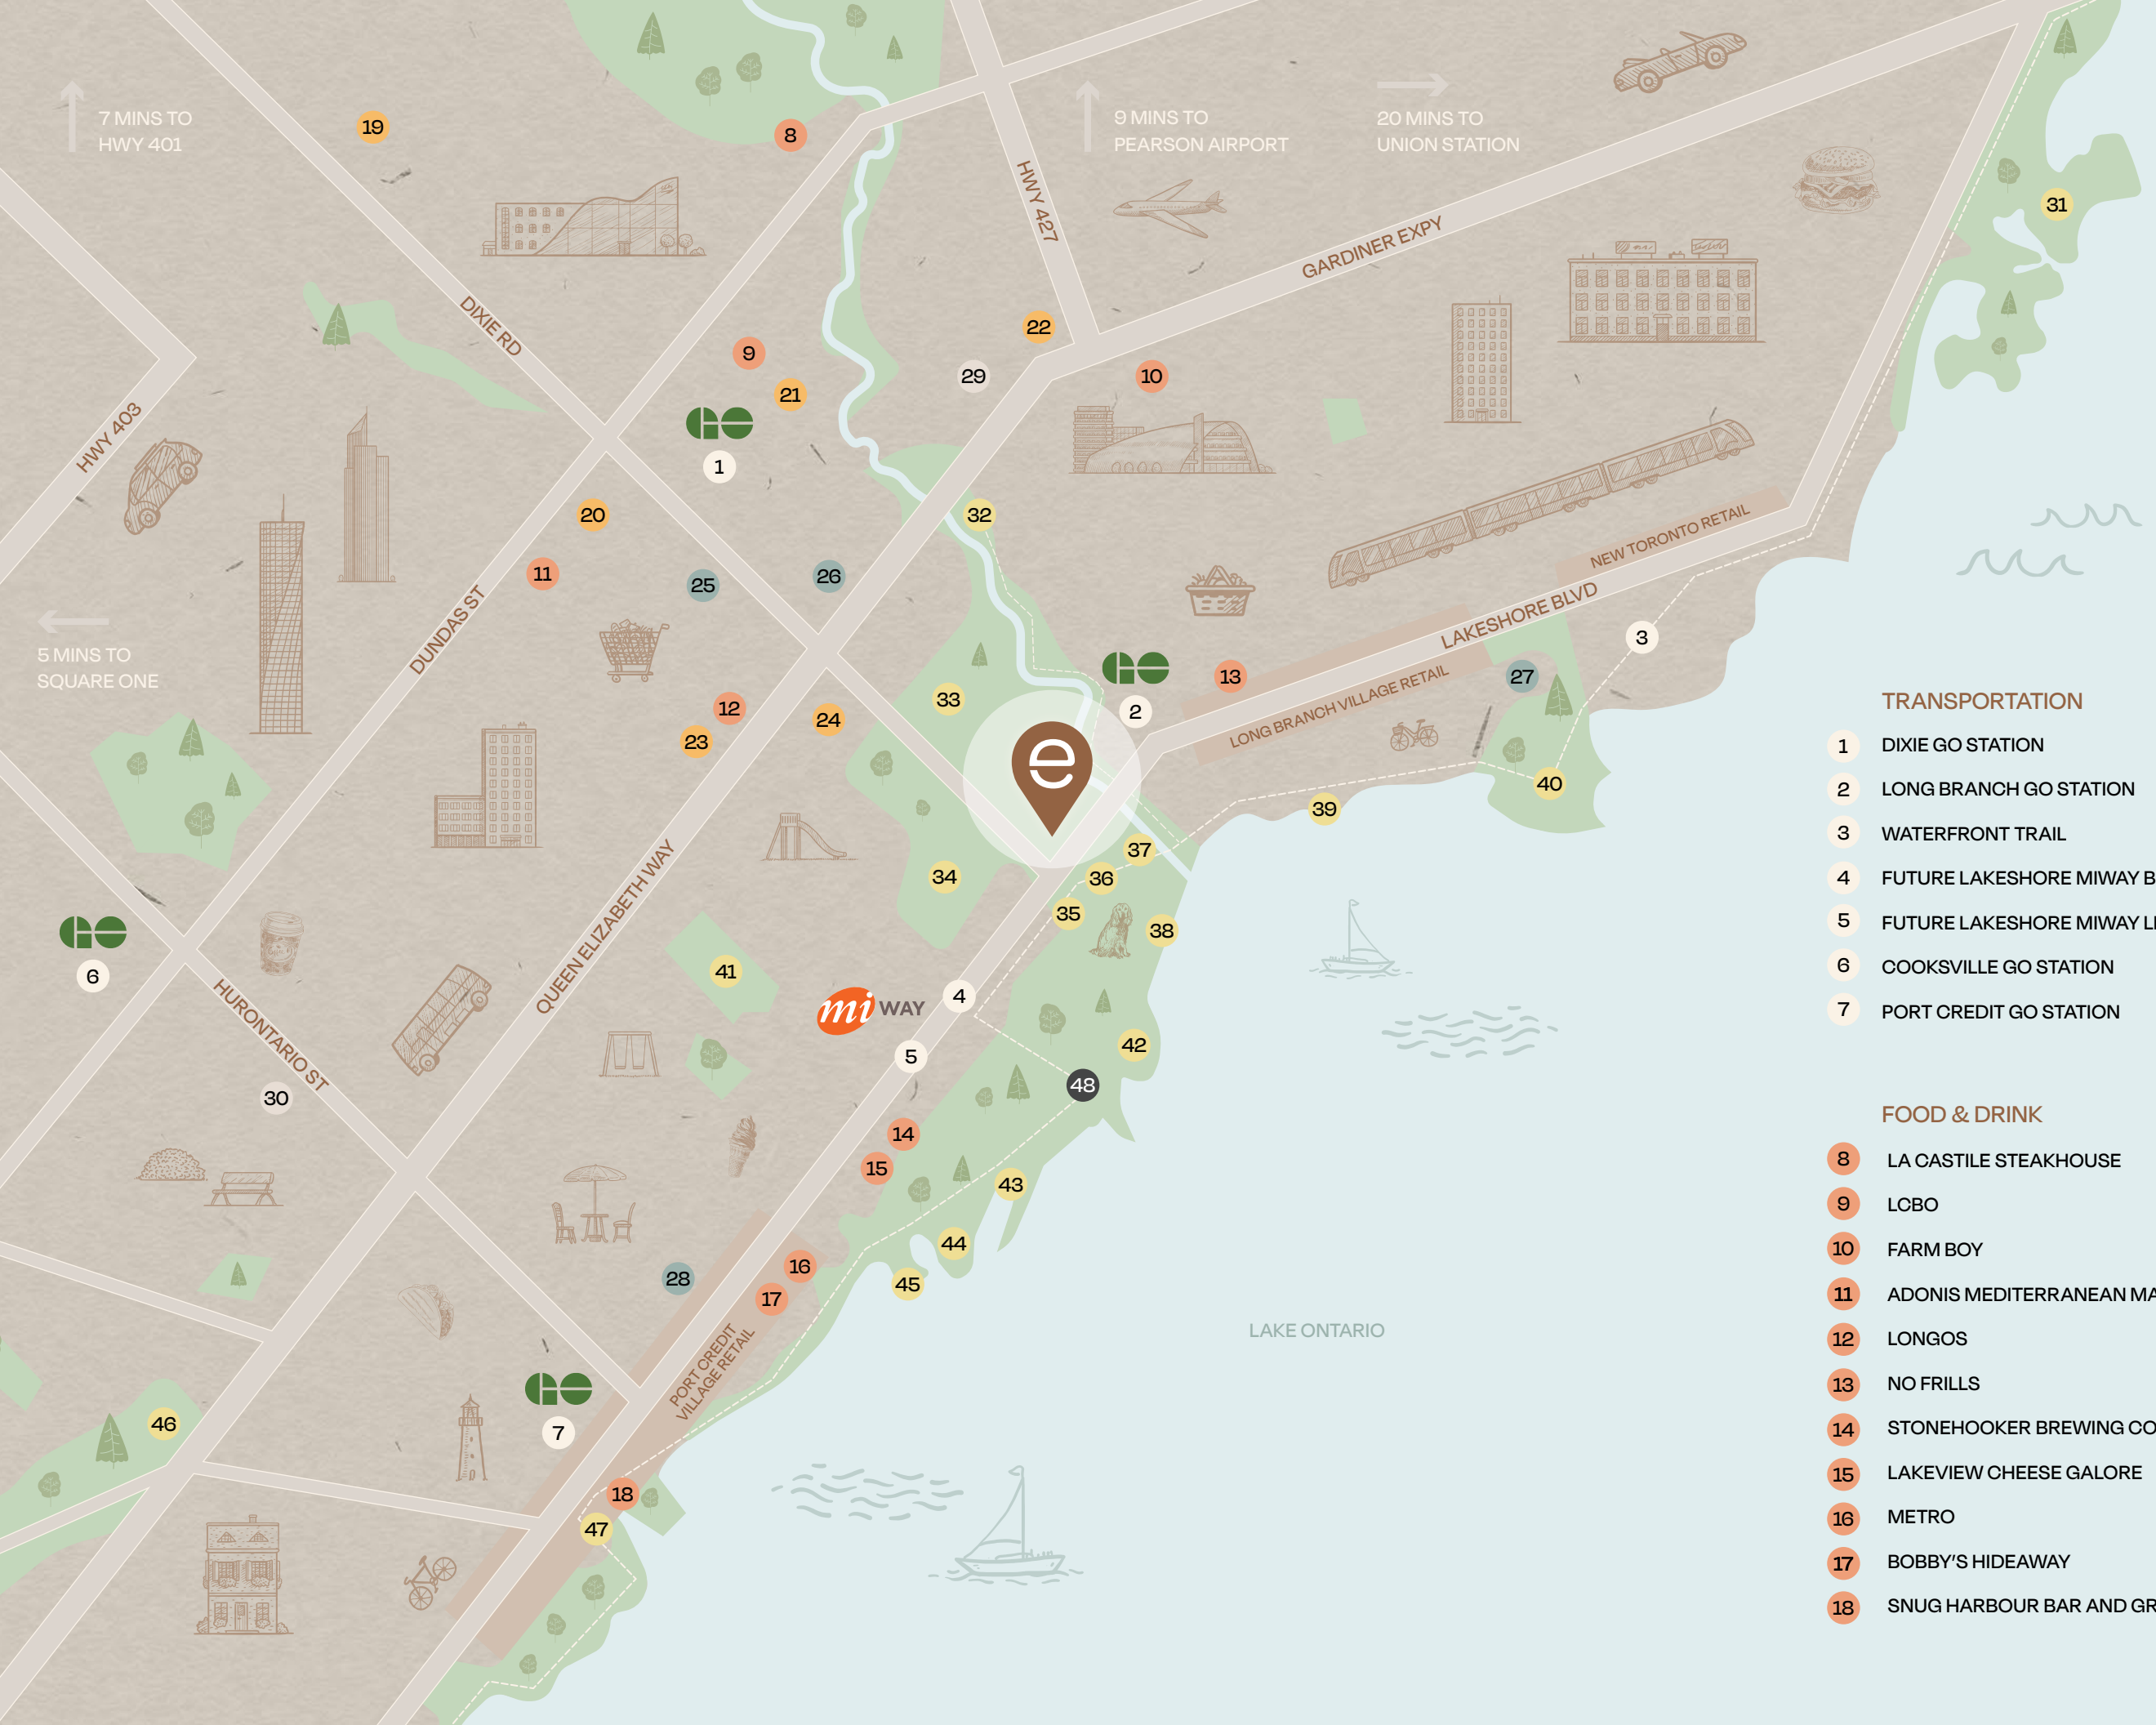 7 MINS TO
HWY 401
19
8
9 MINS TO
PEARSON AIRPORT
20 MINS TO
UNION STATION
HWY 427
31
GARDINER EXPY
DIXIE RD
22
9
29
10
21
HWY 403
1
20
32
11
25
26
NEW TORONTO RETAIL
DUNDAS ST
LAKESHORE BLVD
3
5 MINS TO
SQUARE ONE
13
27
33
2
12
24
23
LONG BRANCH VILLAGE RETAIL
e
40
39
37
34
36
35
38
QUEEN ELIZABETH WAY
41
6
4
mi WAY
HURONTARIO ST
5
42
48
30
14
15
43
44
16
28
45
17
LAKE ONTARIO
PORT CREDIT
VILLAGE RETAIL
46
7
18
47
TRANSPORTATION
1 DIXIE GO STATION
2 LONG BRANCH GO STATION
3 WATERFRONT TRAIL
4 FUTURE LAKESHORE MIWAY B
5 FUTURE LAKESHORE MIWAY
6 COOKSVILLE GO STATION
7 PORT CREDIT GO STATION
FOOD & DRINK
8 LA CASTILE STEAKHOUSE
9 LCBO
10 FARM BOY
11 ADONIS MEDITERRANEAN MA
12 LONGOS
13 NO FRILLS
14 STONEHOOKER BREWING CO
15 LAKEVIEW CHEESE GALORE
16 METRO
17 BOBBY'S HIDEAWAY
18 SNUG HARBOUR BAR AND GR